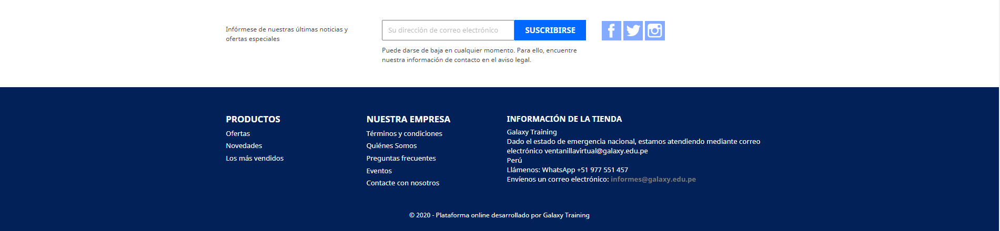 Infórmese de nuestras últimas noticias y
ofertas especiales
Su dirección de correo electrónico
SUSCRIBIRSE
Puede darse de baja en cualquier momento. Para ello, encuentre
nuestra información de contacto en el aviso legal.
PRODUCTOS
Ofertas
Novedades
Los más vendidos
NUESTRA EMPRESA
Términos y condiciones
Quiénes Somos
Preguntas frecuentes
Eventos
Contacte con nosotros
INFORMACIÓN DE LA TIENDA
Galaxy Training
Dado el estado de emergencia nacional, estamos atendiendo mediante correo
electrónico ventanillavirtual@galaxy.edu.pe
Perú
Llámenos: WhatsApp +51 977 551 457
Envíenos un correo electrónico: informes@galaxy.edu.pe
© 2020 - Plataforma online desarrollado por Galaxy Training